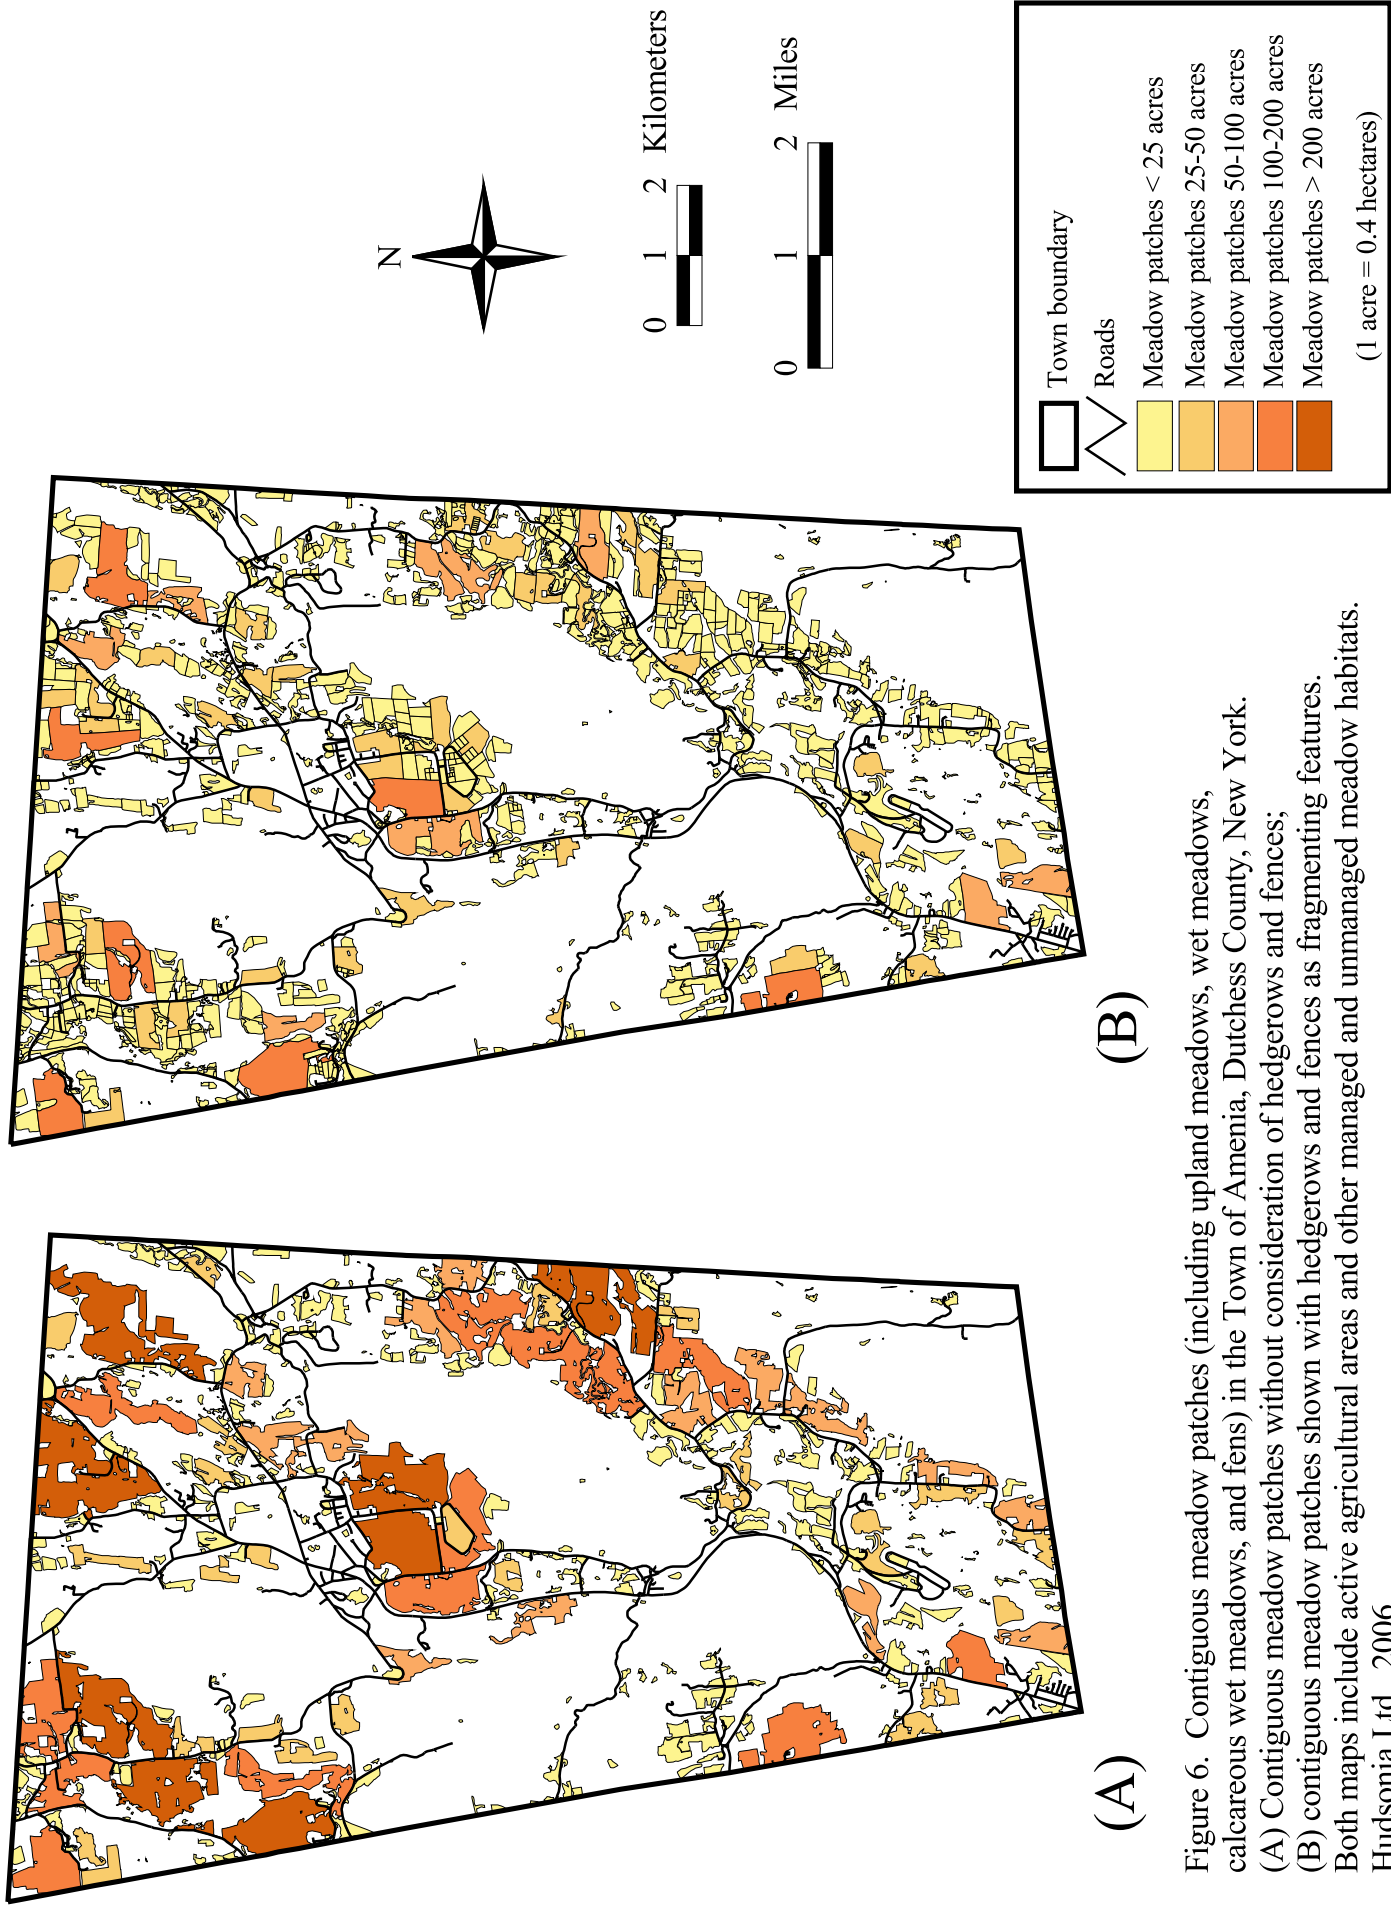 N
0 1 2 Kilometers
0 1 2 Miles
Town boundary
Roads
Meadow patches < 25 acres
Meadow patches 25-50 acres
Meadow patches 50-100 acres
Meadow patches 100-200 acres
Meadow patches > 200 acres
(1 acre = 0.4 hectares)
(A)
(B)
Figure 6. Contiguous meadow patches (including upland meadows, wet meadows,
calcareous wet meadows, and fens) in the Town of Amenia, Dutchess County, New York.
(A) Contiguous meadow patches without consideration of hedgerows and fences;
(B) contiguous meadow patches shown with hedgerows and fences as fragmenting features.
Both maps include active agricultural areas and other managed and unmanaged meadow habitats.
Hudsonia Ltd., 2006